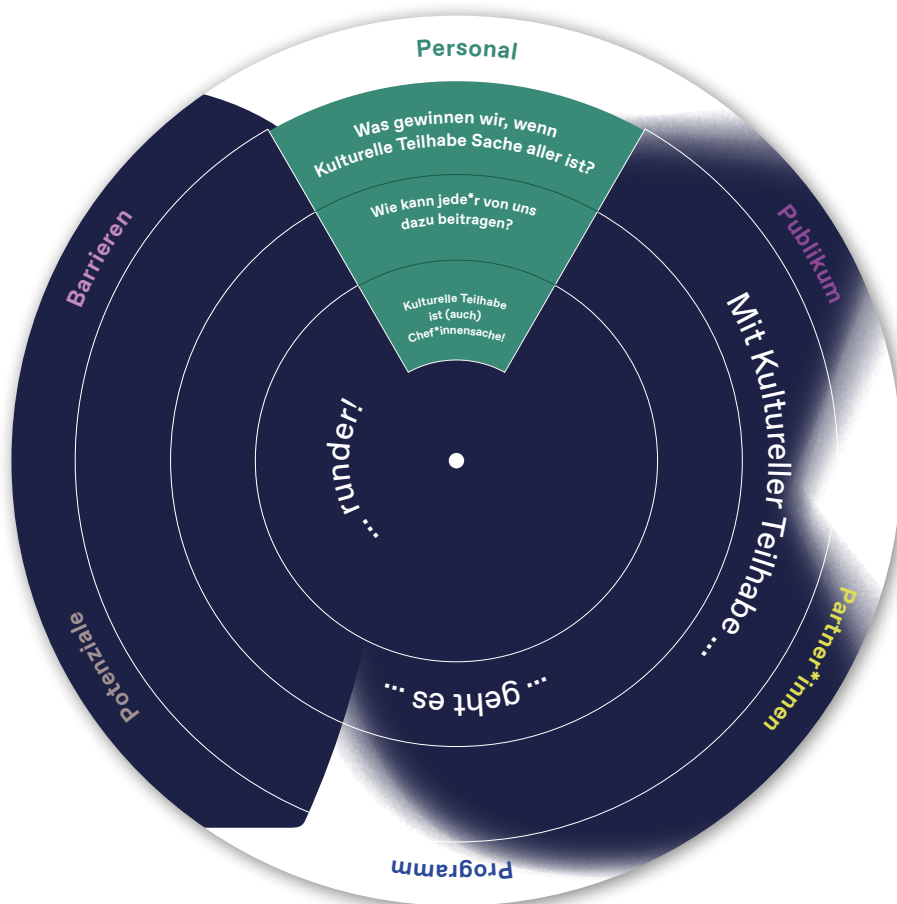 Personal
Was gewinnen wir, wenn
Kulturelle Teilhabe Sache aller ist?
Wie kann jede*r von uns
dazu beitragen?
Kulturelle Teilhabe
ist (auch)
Chef*innensache!
Publikum
Mit Kultureller Teilhabe ...
Partner*innen
... geht es ...
Programm
Potenziale
... runder!
Barrieren